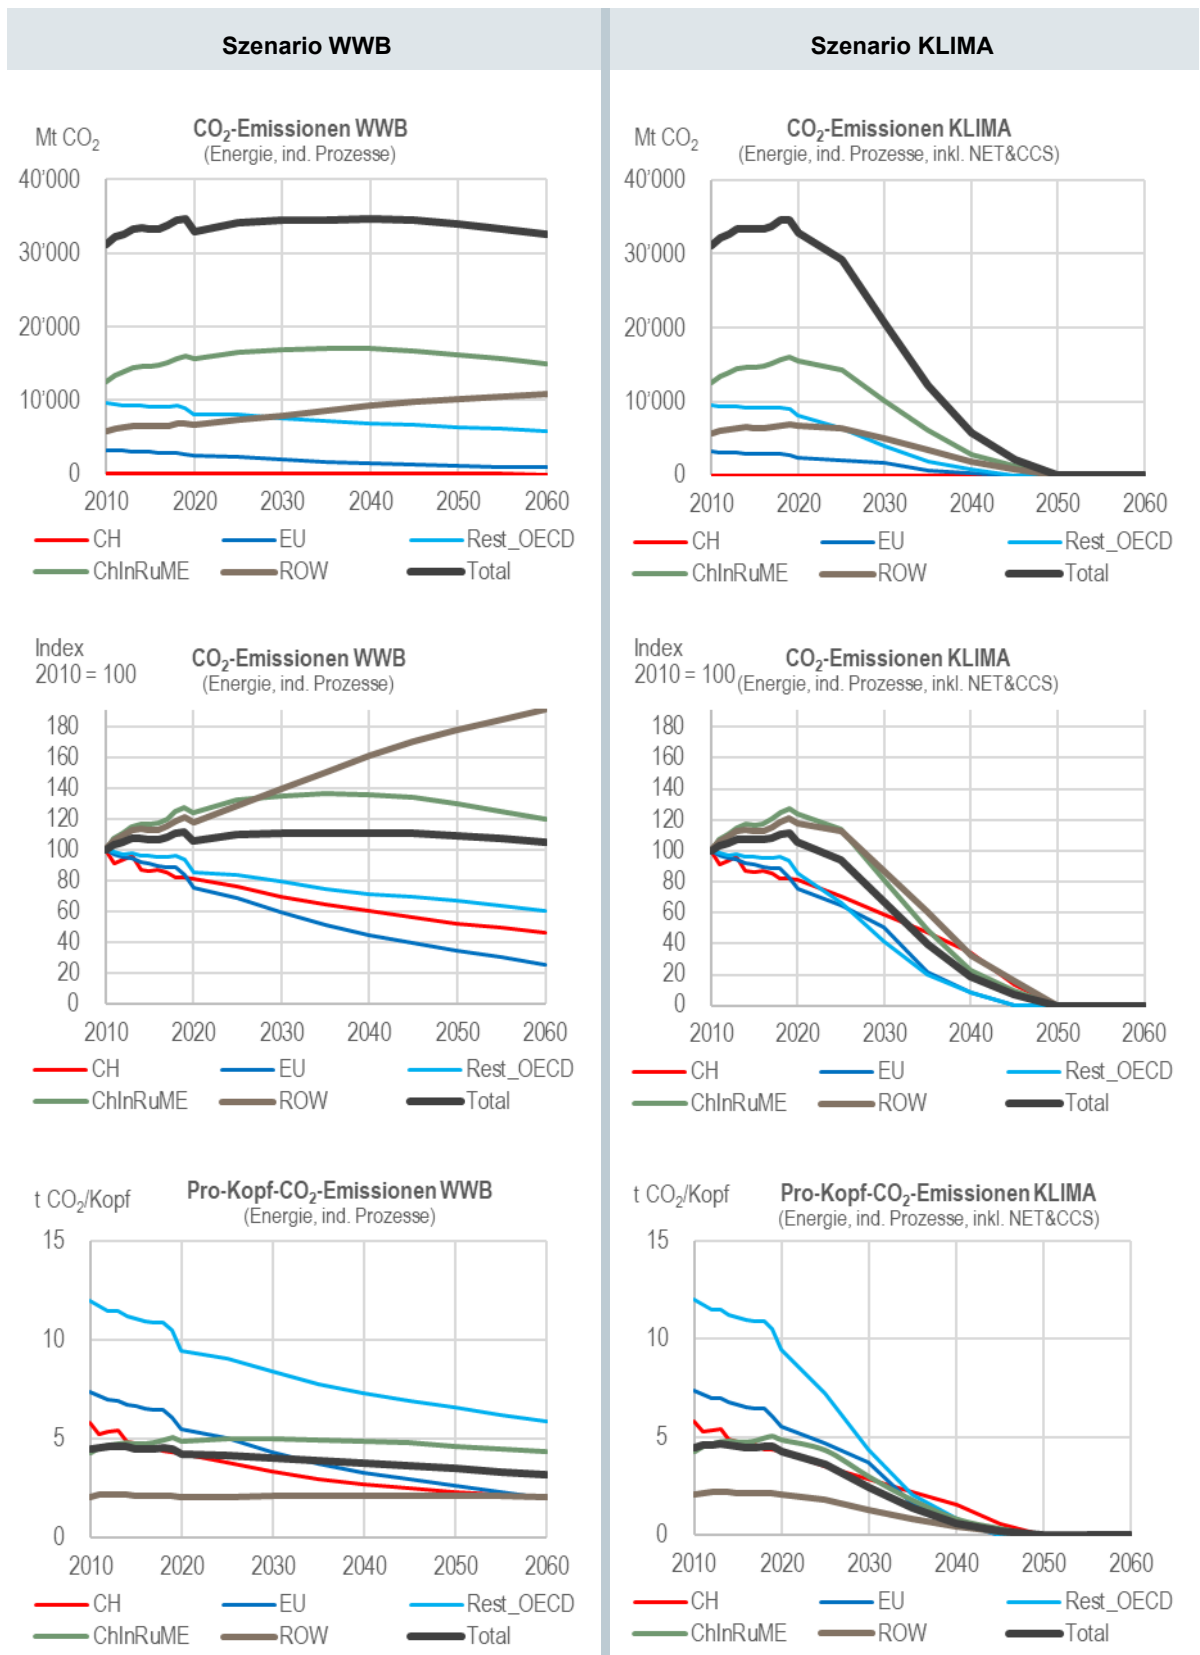 Szenario WWB
Szenario KLIMA
Mt CO₂
CO₂-Emissionen WWB
(Energie, ind. Prozesse)
40’000
30’000
20’000
10’000
0
2010 2020 2030 2040 2050 2060
CH EU Rest_OECD
ChInRuME ROW Total
Mt CO₂
CO₂-Emissionen KLIMA
(Energie, ind. Prozesse, inkl. NET&CCS)
40’000
30’000
20’000
10’000
0
2010 2020 2030 2040 2050 2060
CH EU Rest_OECD
ChInRuME ROW Total
Index
2010 = 100
CO₂-Emissionen WWB
(Energie, ind. Prozesse)
180
160
140
120
100
80
60
40
20
0
2010 2020 2030 2040 2050 2060
CH EU Rest_OECD
ChInRuME ROW Total
Index
2010 = 100
CO₂-Emissionen KLIMA
(Energie, ind. Prozesse, inkl. NET&CCS)
180
160
140
120
100
80
60
40
20
0
2010 2020 2030 2040 2050 2060
CH EU Rest_OECD
ChInRuME ROW Total
t CO₂/Kopf
Pro-Kopf-CO₂-Emissionen WWB
(Energie, ind. Prozesse)
15
10
5
0
2010 2020 2030 2040 2050 2060
CH EU Rest_OECD
ChInRuME ROW Total
t CO₂/Kopf
Pro-Kopf-CO₂-Emissionen KLIMA
(Energie, ind. Prozesse, inkl. NET&CCS)
15
10
5
0
2010 2020 2030 2040 2050 2060
CH EU Rest_OECD
ChInRuME ROW Total